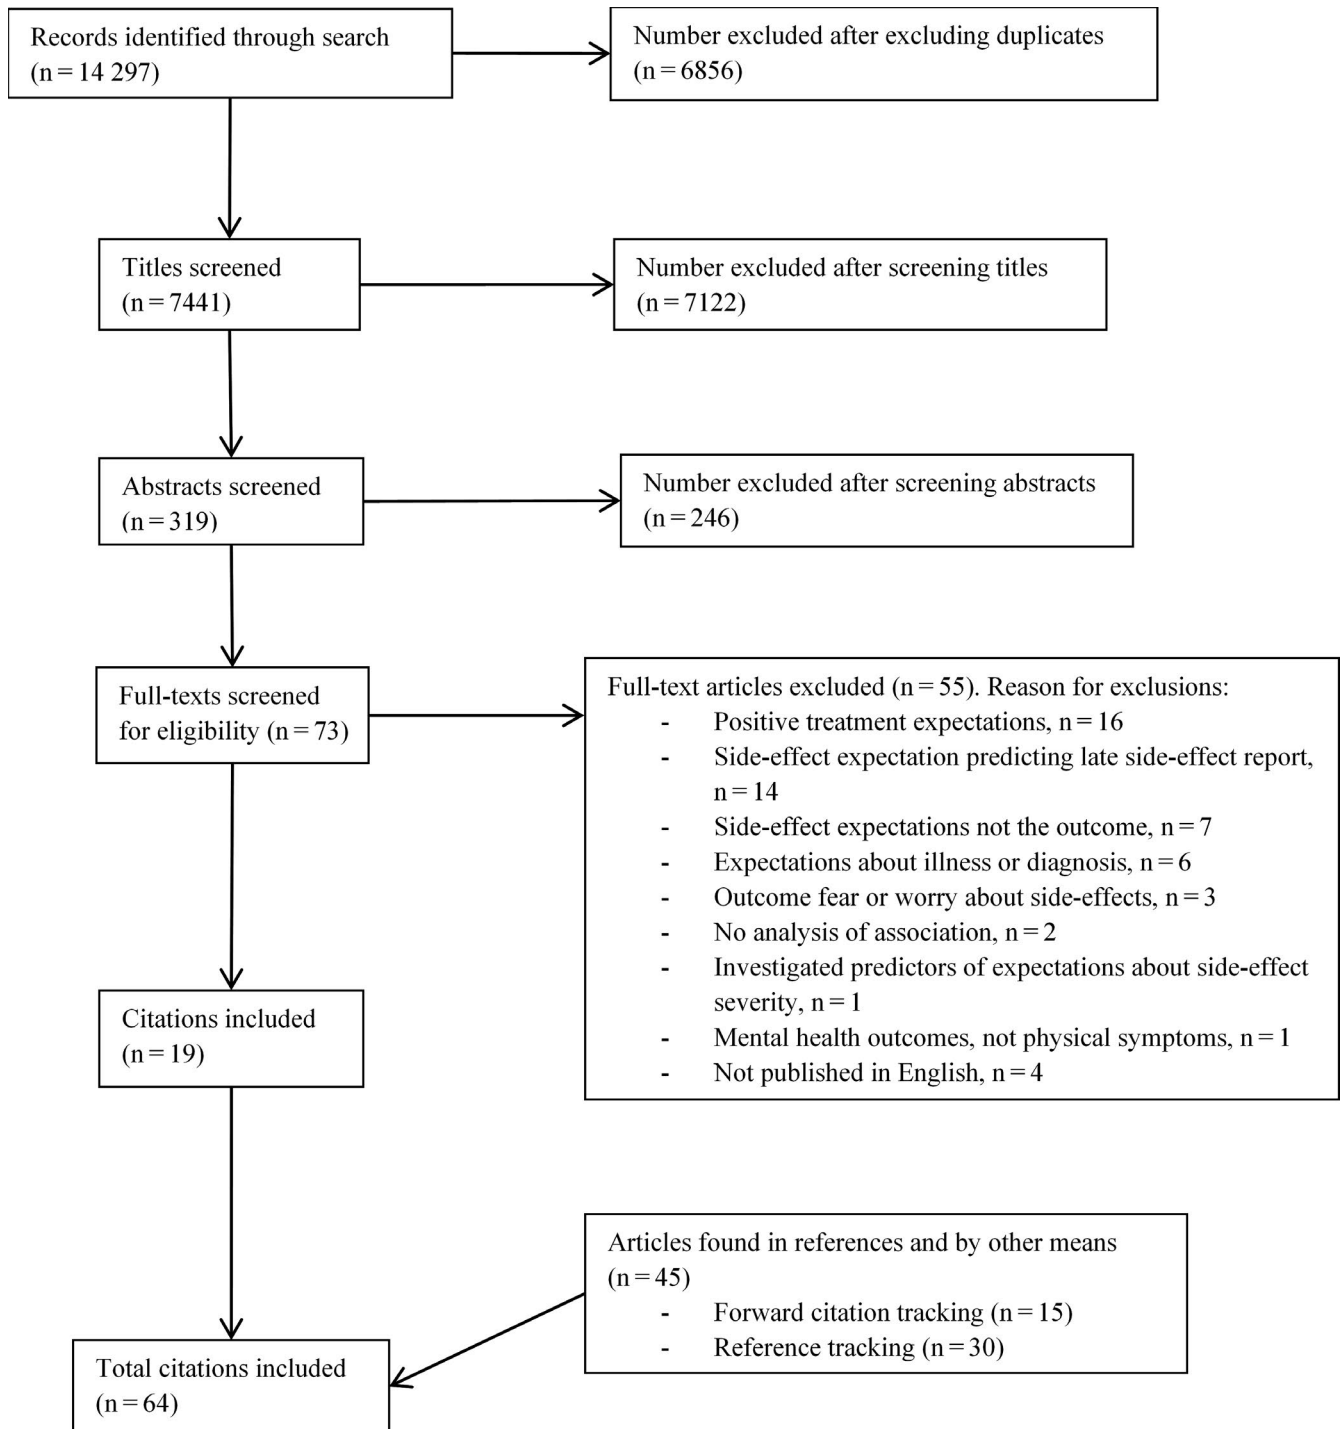 Records identified through search
(n = 14 297)
Number excluded after excluding duplicates
(n = 6856)
Titles screened
(n = 7441)
Number excluded after screening titles
(n = 7122)
Abstracts screened
(n = 319)
Number excluded after screening abstracts
(n = 246)
Full-texts screened
for eligibility (n = 73)
Full-text articles excluded (n = 55). Reason for exclusions:
- Positive treatment expectations, n = 16
- Side-effect expectation predicting late side-effect report,
n = 14
- Side-effect expectations not the outcome, n = 7
- Expectations about illness or diagnosis, n = 6
- Outcome fear or worry about side-effects, n = 3
- No analysis of association, n = 2
- Investigated predictors of expectations about side-effect
severity, n = 1
- Mental health outcomes, not physical symptoms, n = 1
- Not published in English, n = 4
Citations included
(n = 19)
Articles found in references and by other means
(n = 45)
- Forward citation tracking (n = 15)
- Reference tracking (n = 30)
Total citations included
(n = 64)